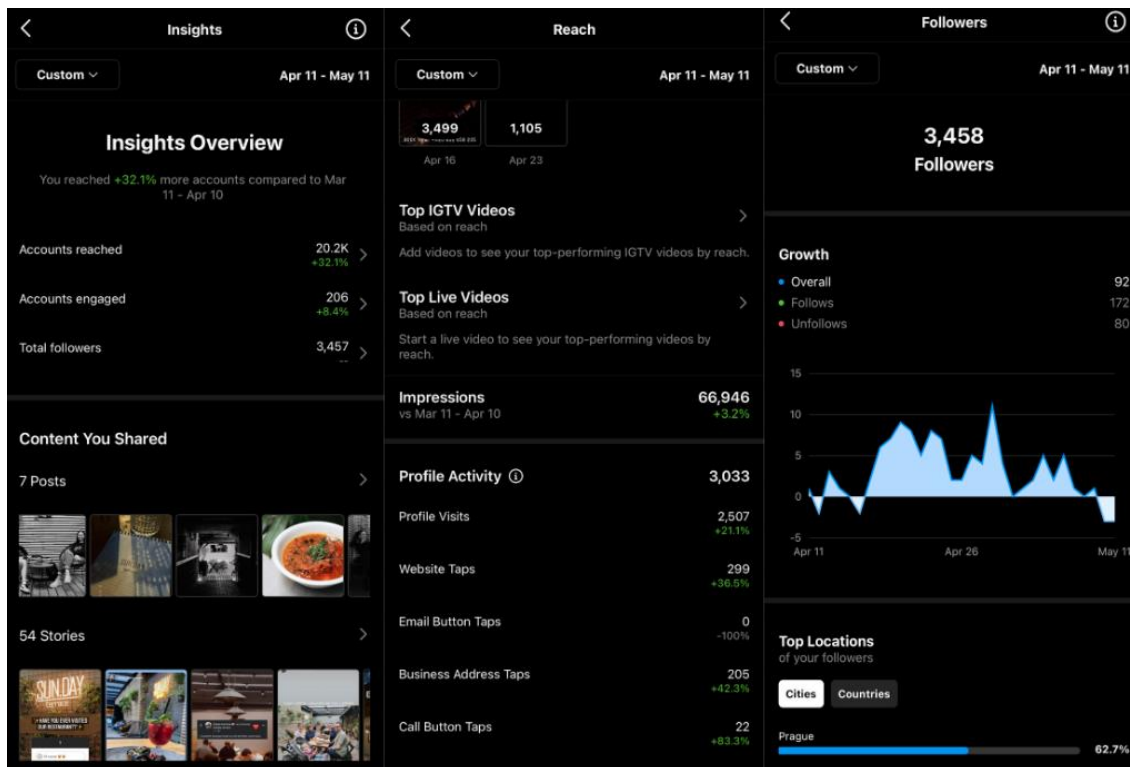 Insights
Custom
Apr 11 - May 11
Insights Overview
You reached +32.1% more accounts compared to Mar
11 - Apr 10
Accounts reached
20.2K
+32.1%
Accounts engaged
206
+8.4%
Total followers
3,457
--
Content You Shared
7 Posts
54 Stories
SUN.DAY
HAVE YOU EVER VISITED
OUR RESTAURANT?
Reach
Custom
Apr 11 - May 11
3,499
1,105
Apr 16
Apr 23
Top IGTV Videos
Based on reach
Add videos to see your top-performing IGTV videos by reach.
Top Live Videos
Based on reach
Start a live video to see your top-performing videos by
reach.
Impressions
66,946
vs Mar 11 - Apr 10
+3.2%
Profile Activity
3,033
Profile Visits
2,507
+21.1%
Website Taps
299
+36.5%
Email Button Taps
0
-100%
Business Address Taps
205
+42.3%
Call Button Taps
22
+83.3%
Followers
Custom
Apr 11 - May 11
3,458
Followers
Growth
Overall
92
Follows
172
Unfollows
80
15
10
5
0
-5
Apr 11
Apr 26
May 11
Top Locations
of your followers
Cities
Countries
Prague
62.7%